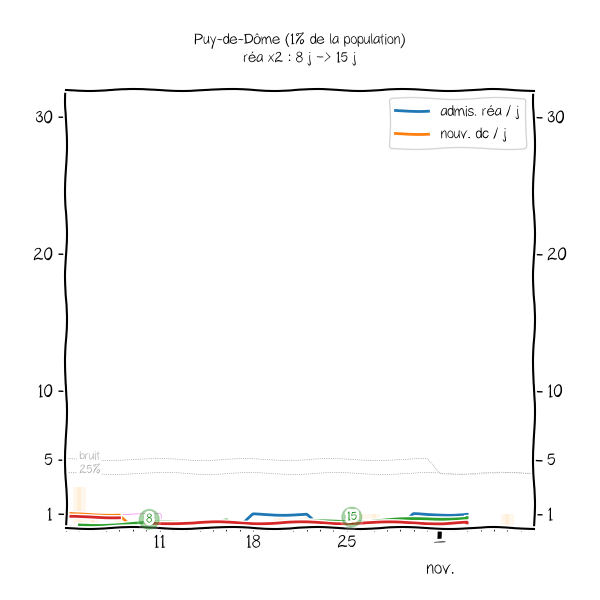 Puy-de-Dôme (1% de la population)
réa x2 : 8 j -> 15 j
admis. réa / j
nouv. dc / j
30
30
20
20
10
10
5
5
bruit
25%
1
1
8
15
11
18
25
1
nov.